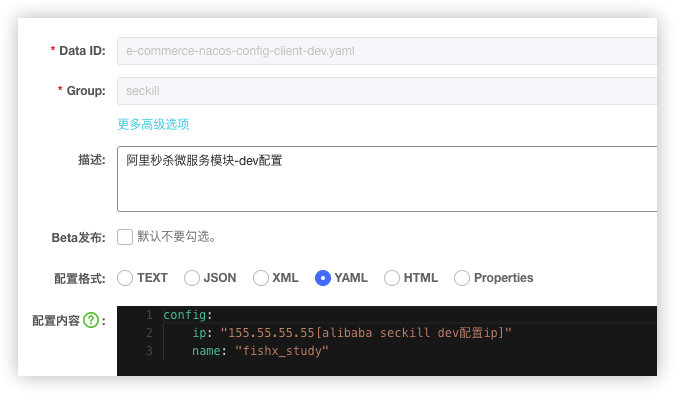 * Data ID: e-commerce-nacos-config-client-dev.yaml
* Group: seckill
更多高级选项
描述: 阿里秒杀微服务模块-dev配置
Beta发布: 默认不要勾选。
配置格式: TEXT JSON XML YAML HTML Properties
配置内容 ? : 1 config:
2 ip: "155.55.55.55[alibaba seckill dev配置ip]"
3 name: "fishx_study"